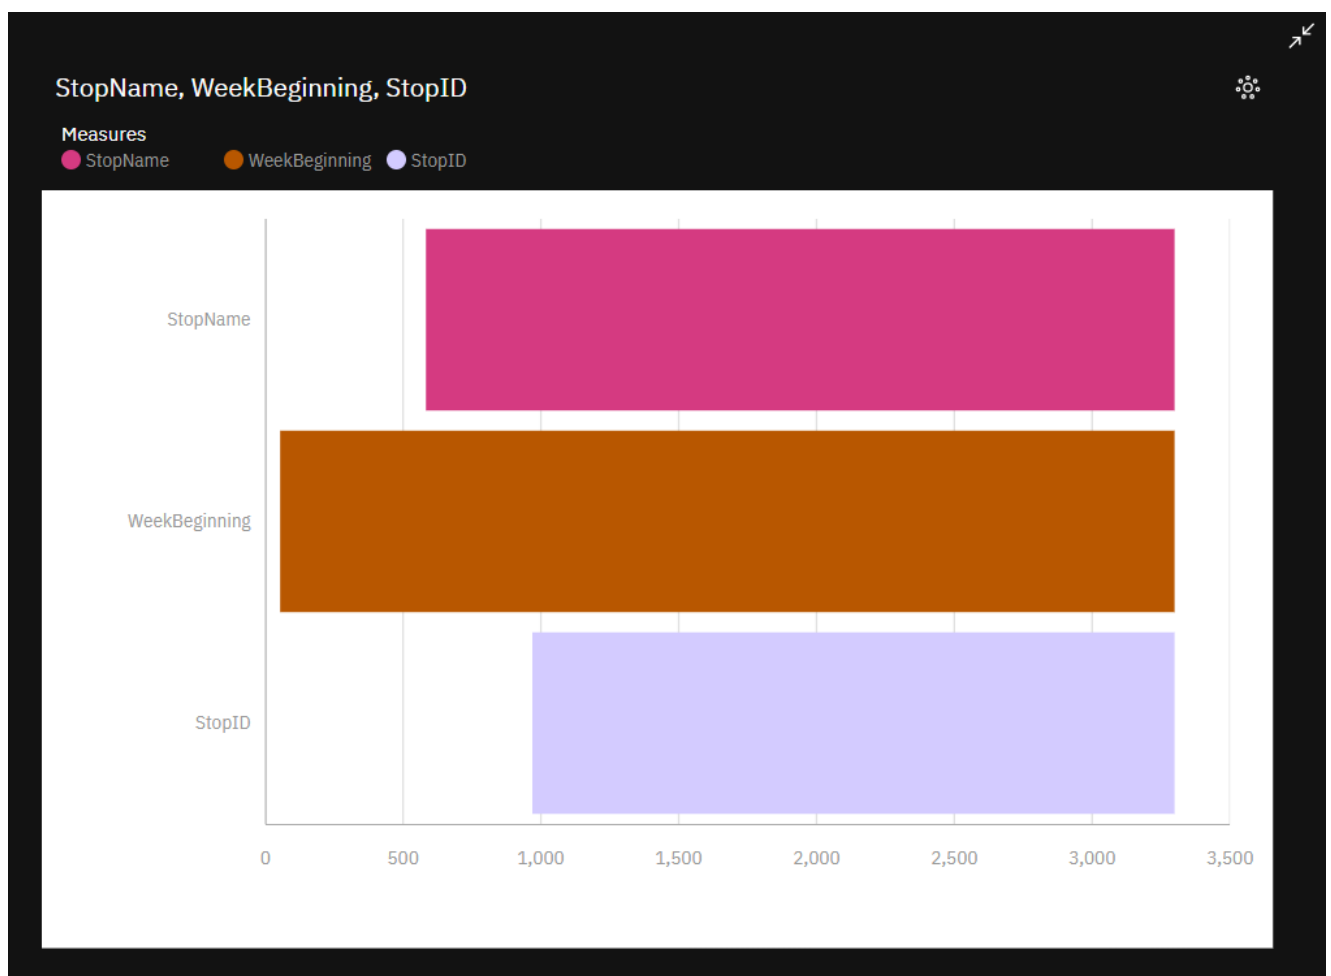 StopName, WeekBeginning, StopID
Measures
StopName WeekBeginning StopID
StopName
WeekBeginning
StopID
0 500 1,000 1,500 2,000 2,500 3,000 3,500